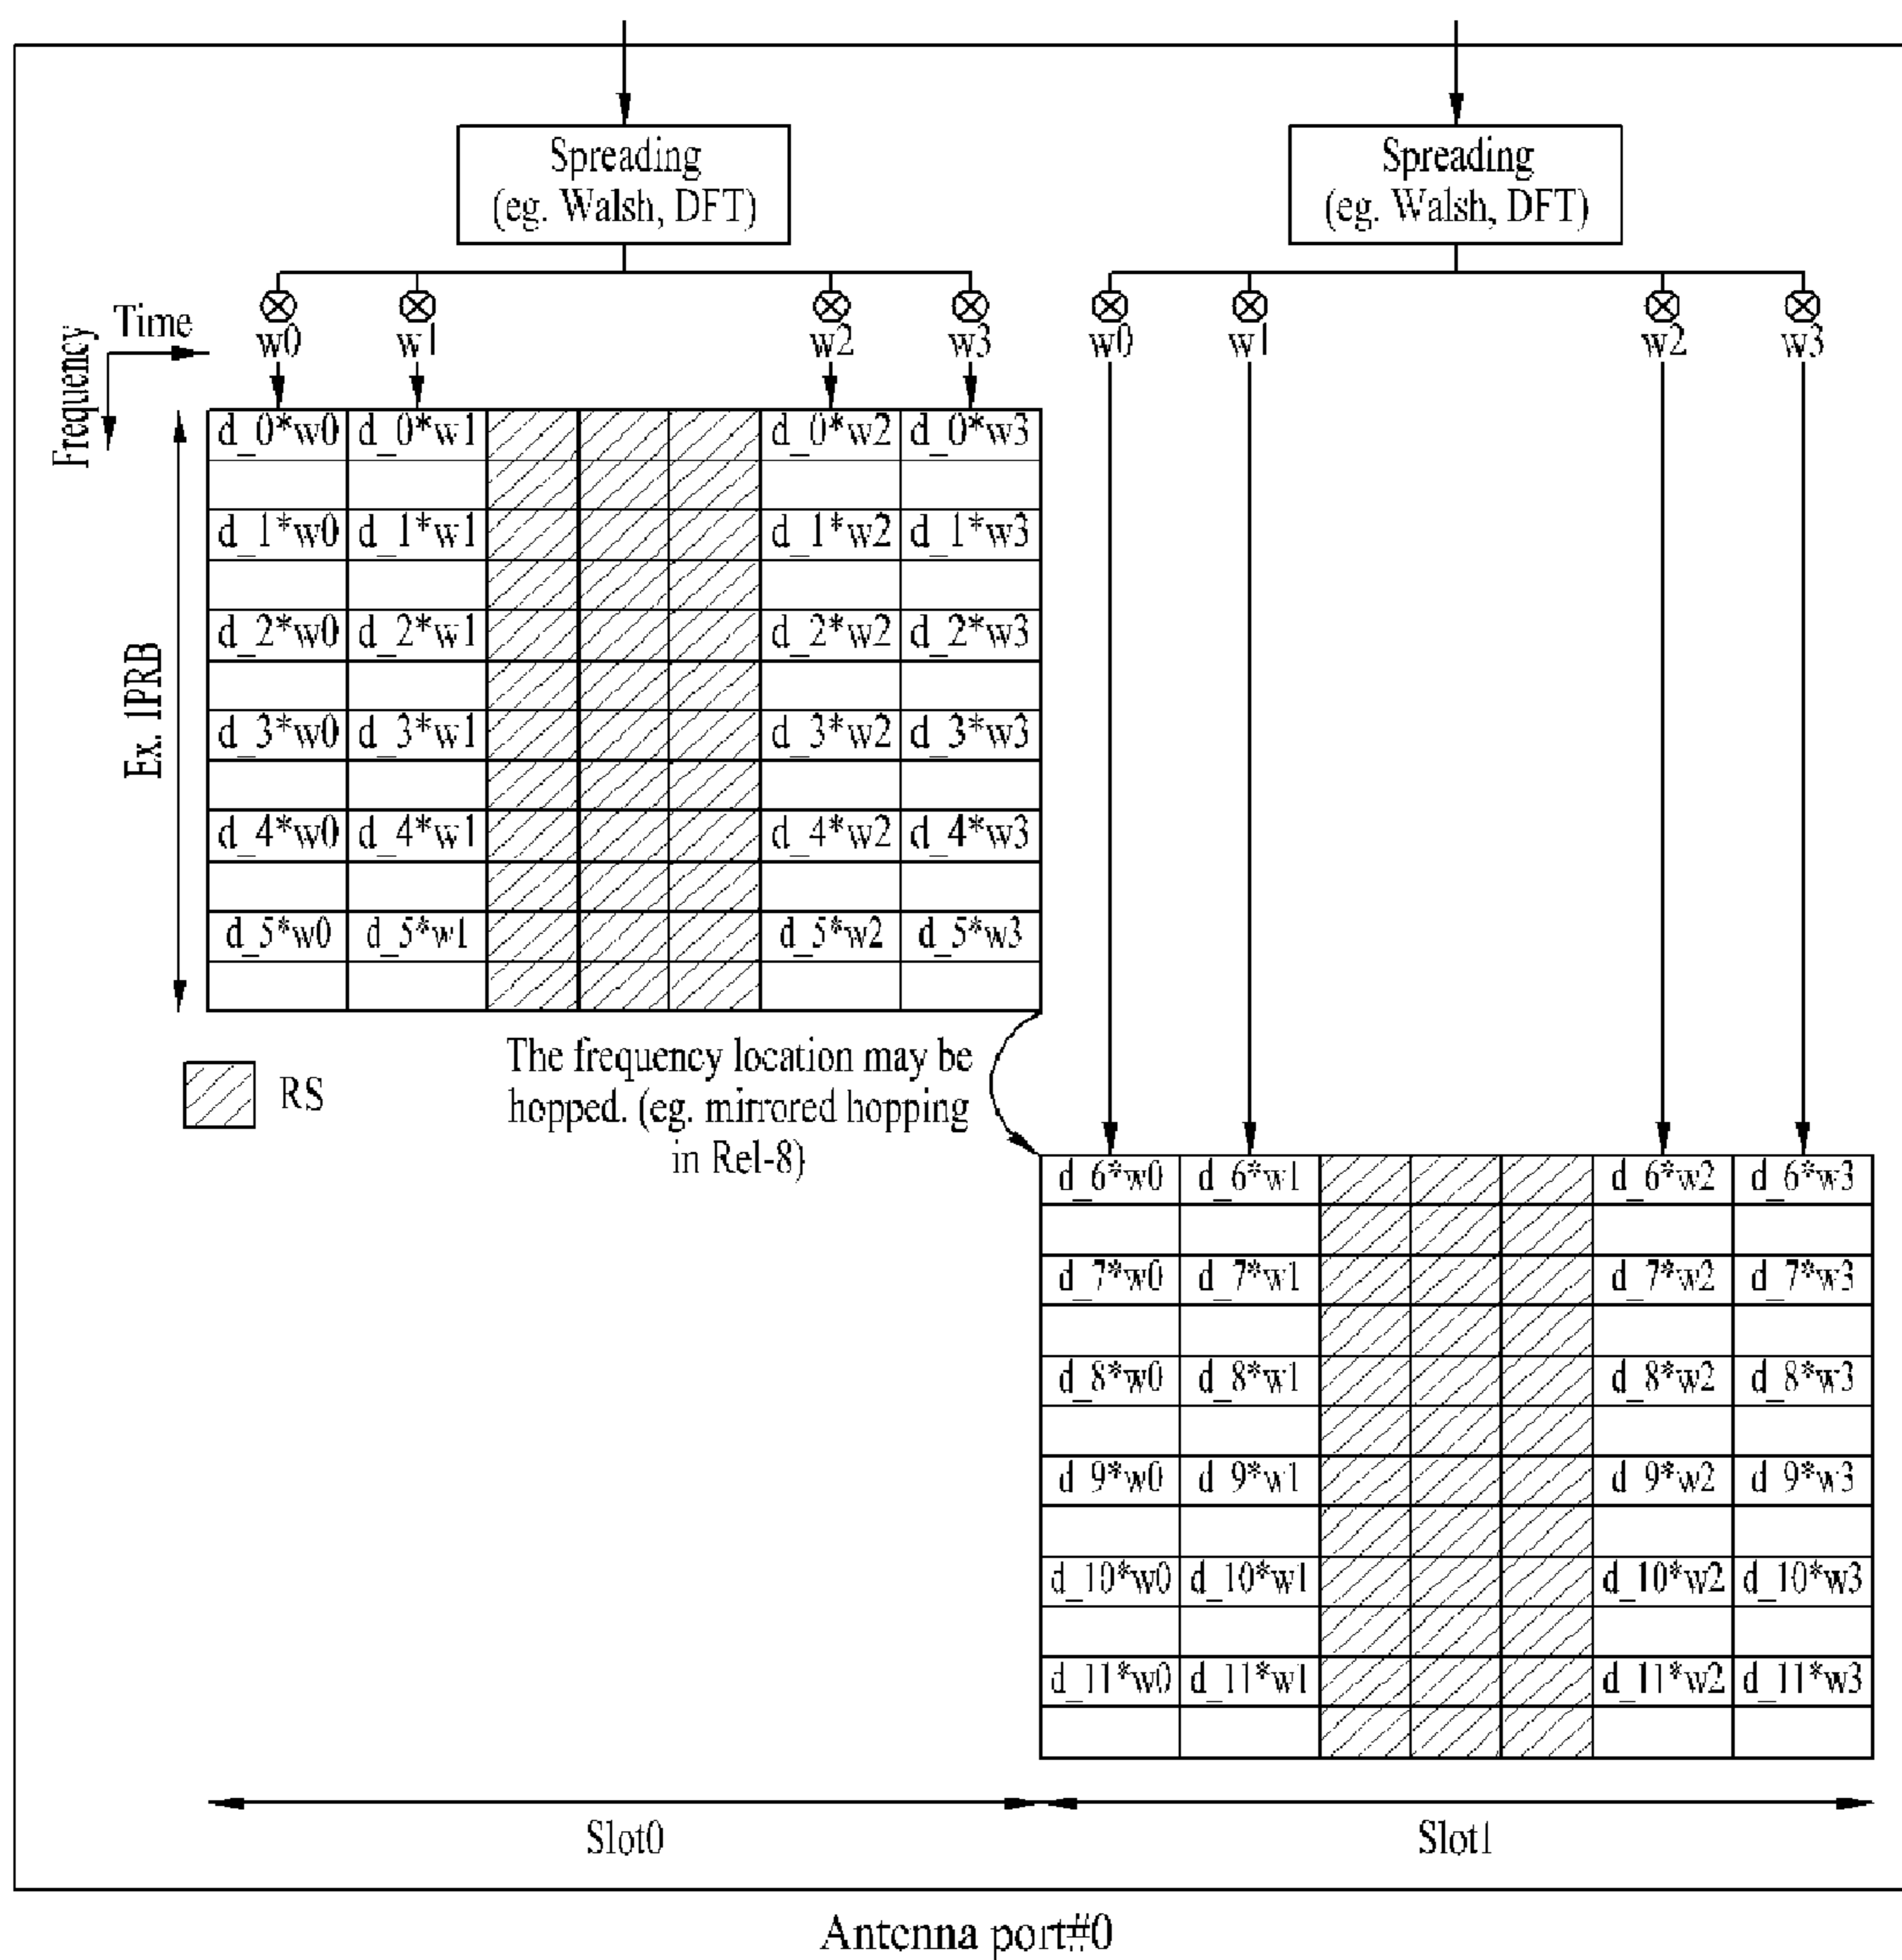 Spreading
(eg. Walsh, DFT)
Spreading
(eg. Walsh, DFT)
Time
Frequency
w0 w1 w2 w3
w0 w1 w2 w3
d_0*w0 d_0*w1 d_0*w2 d_0*w3
d_1*w0 d_1*w1 d_1*w2 d_1*w3
d_2*w0 d_2*w1 d_2*w2 d_2*w3
d_3*w0 d_3*w1 d_3*w2 d_3*w3
d_4*w0 d_4*w1 d_4*w2 d_4*w3
d_5*w0 d_5*w1 d_5*w2 d_5*w3
Ex. 1PRB
RS
The frequency location may be
hopped. (eg. mirrored hopping
in Rel-8)
d_6*w0 d_6*w1 d_6*w2 d_6*w3
d_7*w0 d_7*w1 d_7*w2 d_7*w3
d_8*w0 d_8*w1 d_8*w2 d_8*w3
d_9*w0 d_9*w1 d_9*w2 d_9*w3
d_10*w0 d_10*w1 d_10*w2 d_10*w3
d_11*w0 d_11*w1 d_11*w2 d_11*w3
Slot0
Slot1
Antenna port#0